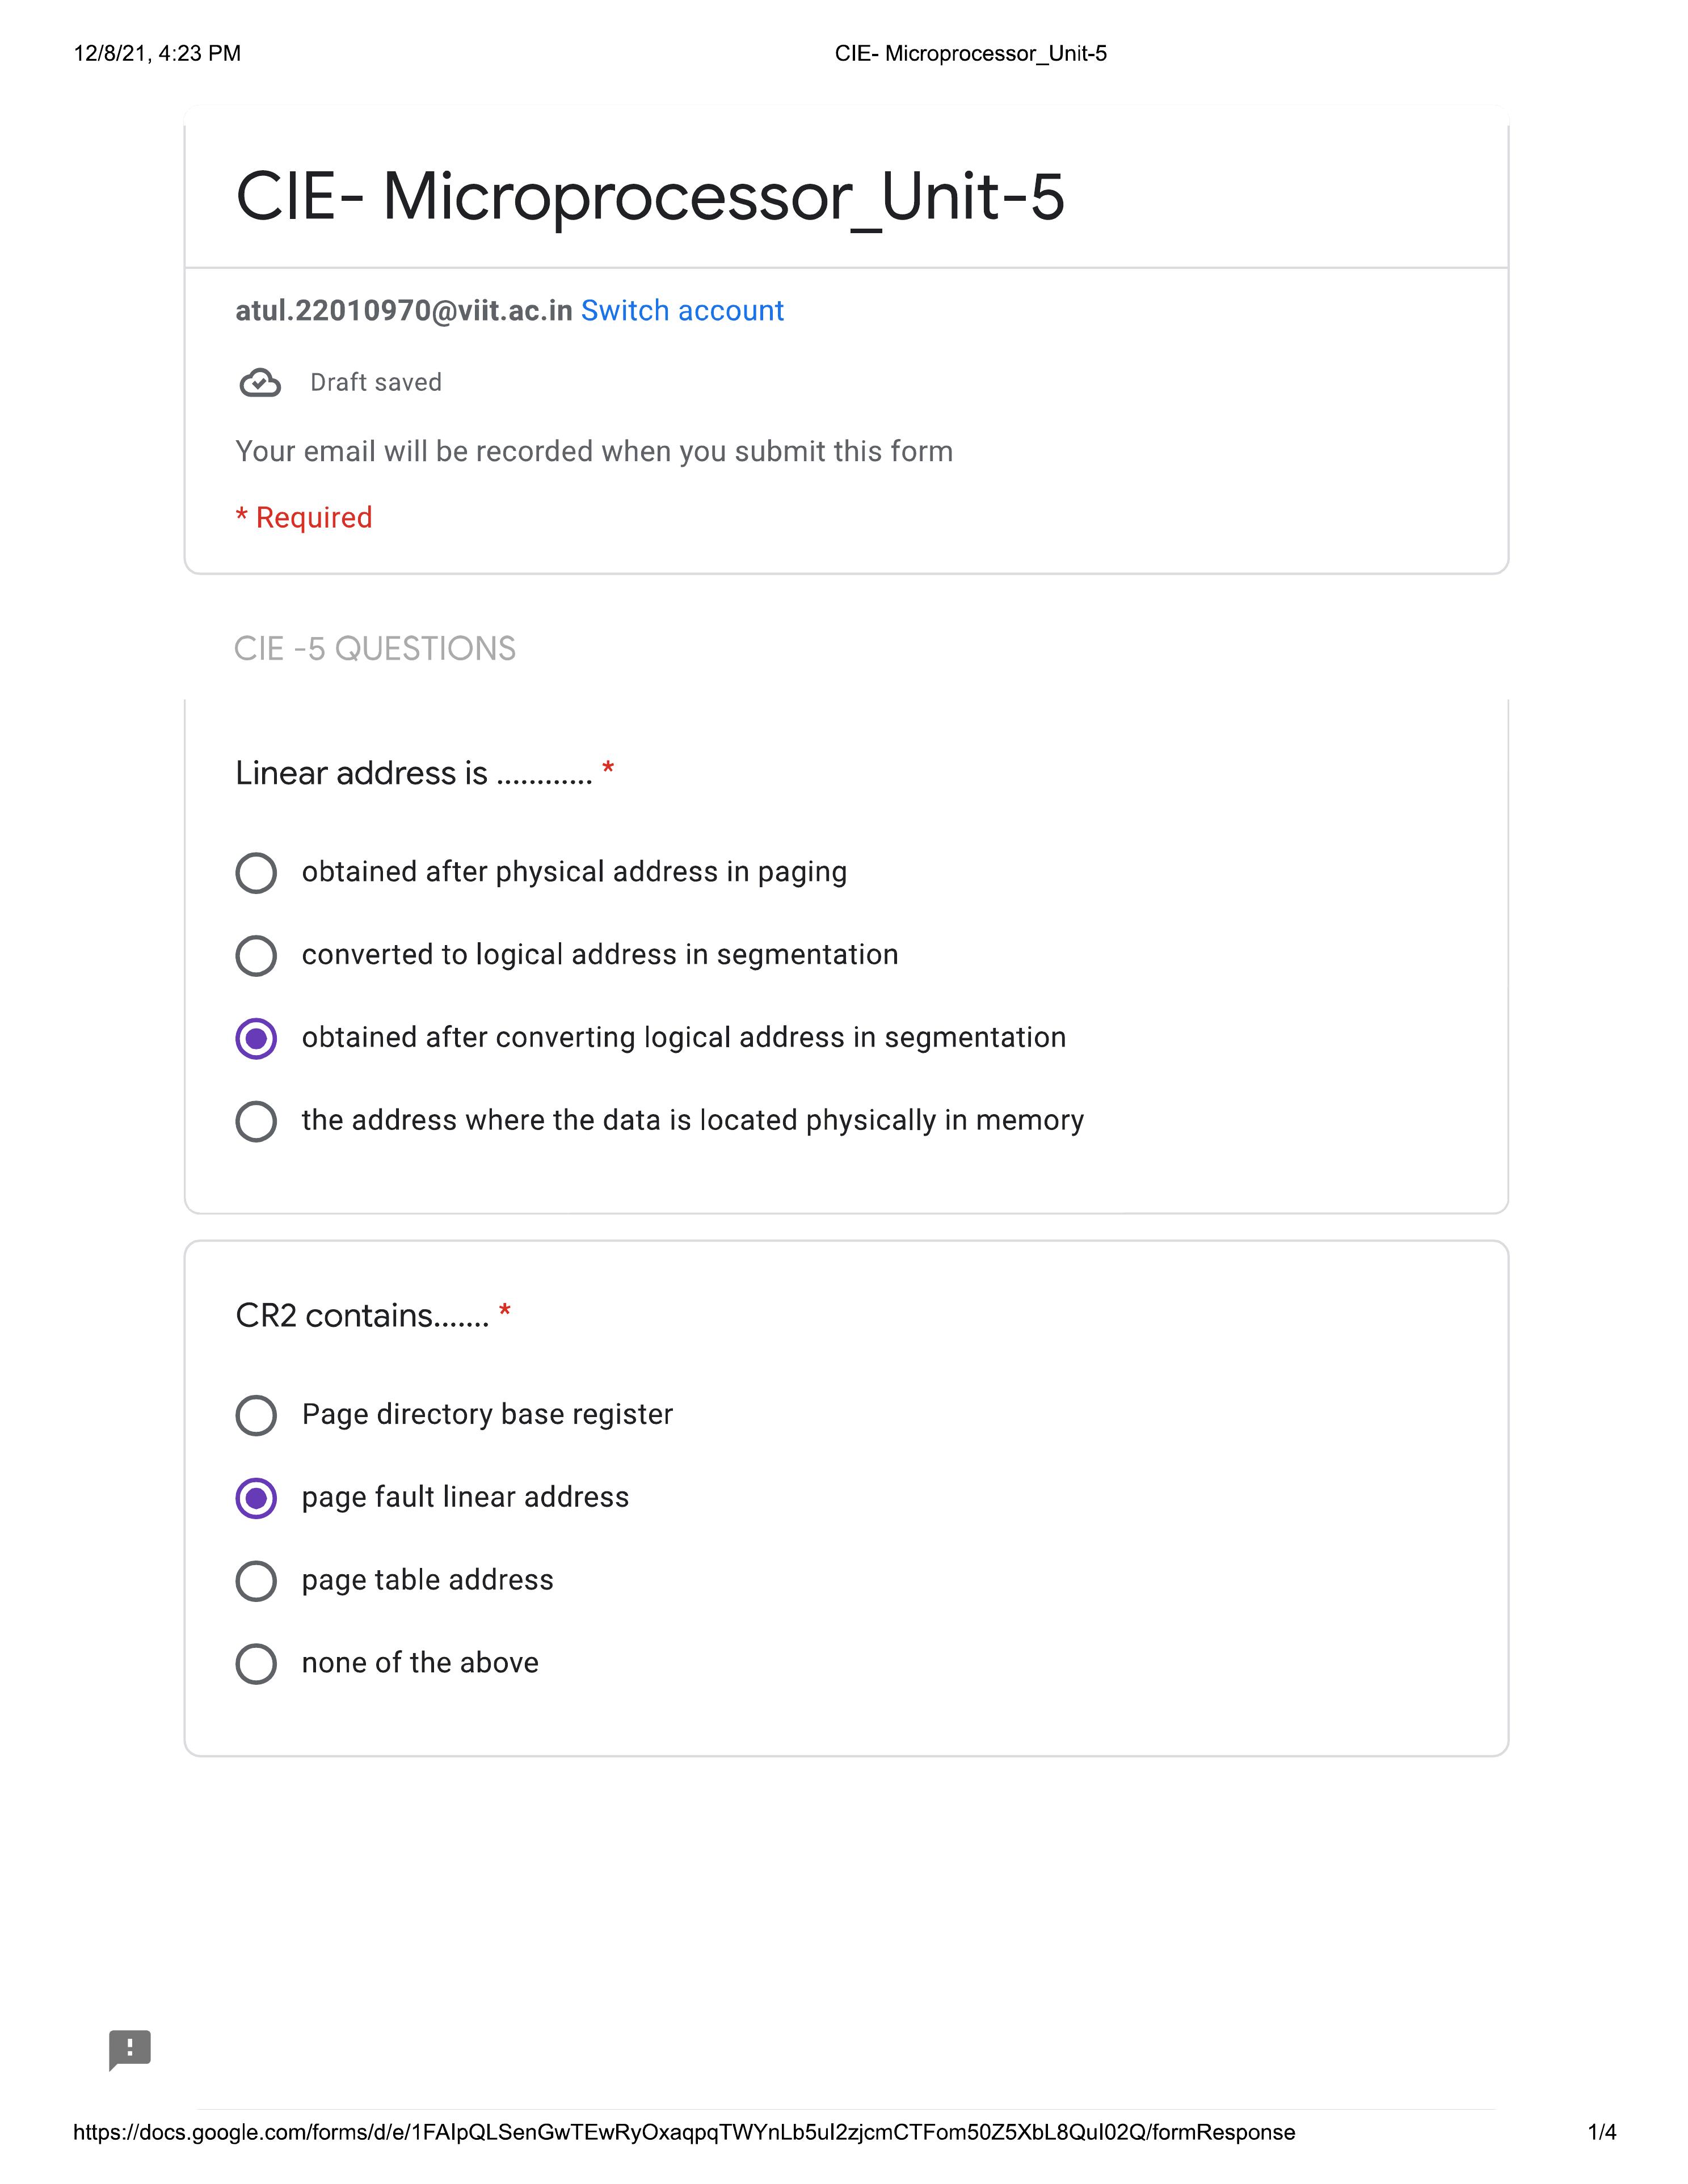 12/8/21, 4:23 PM
CIE- Microprocessor_Unit-5
CIE- Microprocessor_Unit-5
atul.22010970@viit.ac.in Switch account
Draft saved
Your email will be recorded when you submit this form
* Required
CIE -5 QUESTIONS
Linear address is ............ *
obtained after physical address in paging
converted to logical address in segmentation
obtained after converting logical address in segmentation
the address where the data is located physically in memory
CR2 contains....... *
Page directory base register
page fault linear address
page table address
none of the above
https://docs.google.com/forms/d/e/1FAIpQLSenGwTEwRyOxaqpqTWYnLb5uI2zjcmCTFom50Z5XbL8QuI02Q/formResponse
1/4